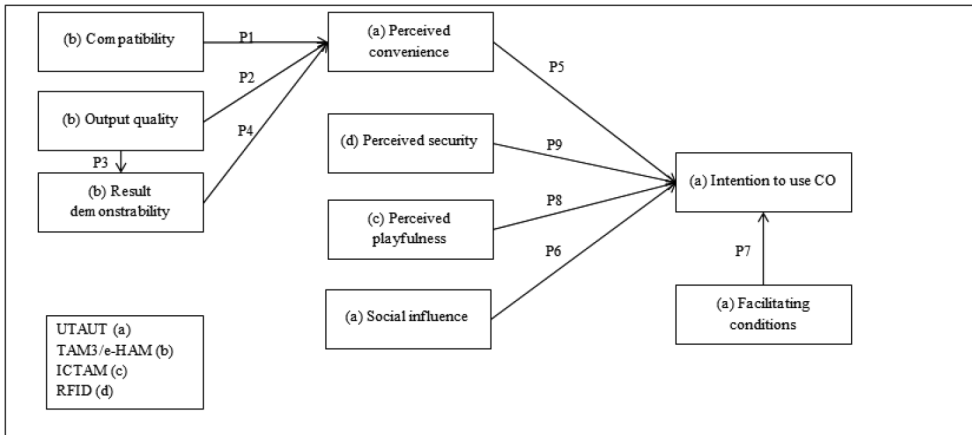 (b) Compatibility
P1
(a) Perceived
convenience
P2
P5
(b) Output quality
P4
(d) Perceived security
P9
P3
(b) Result
demonstrability
(a) Intention to use CO
(c) Perceived
playfulness
P8
P6
P7
(a) Social influence
(a) Facilitating
conditions
UTAUT (a)
TAM3/e-HAM (b)
ICTAM (c)
RFID (d)